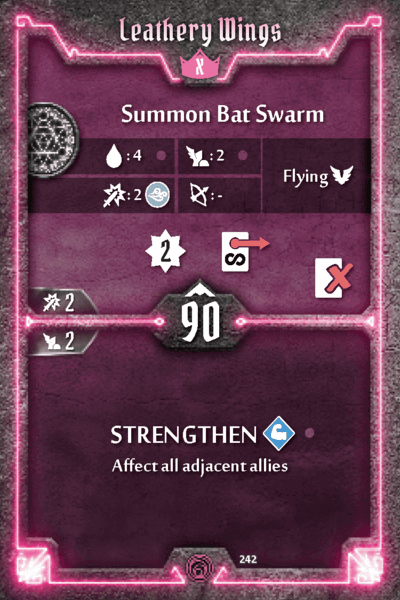 Leathery Wings
X
Summon Bat Swarm
: 4
: 2
Flying
: 2
: -
2
S
2
90
2
STRENGTHEN
Affect all adjacent allies
242